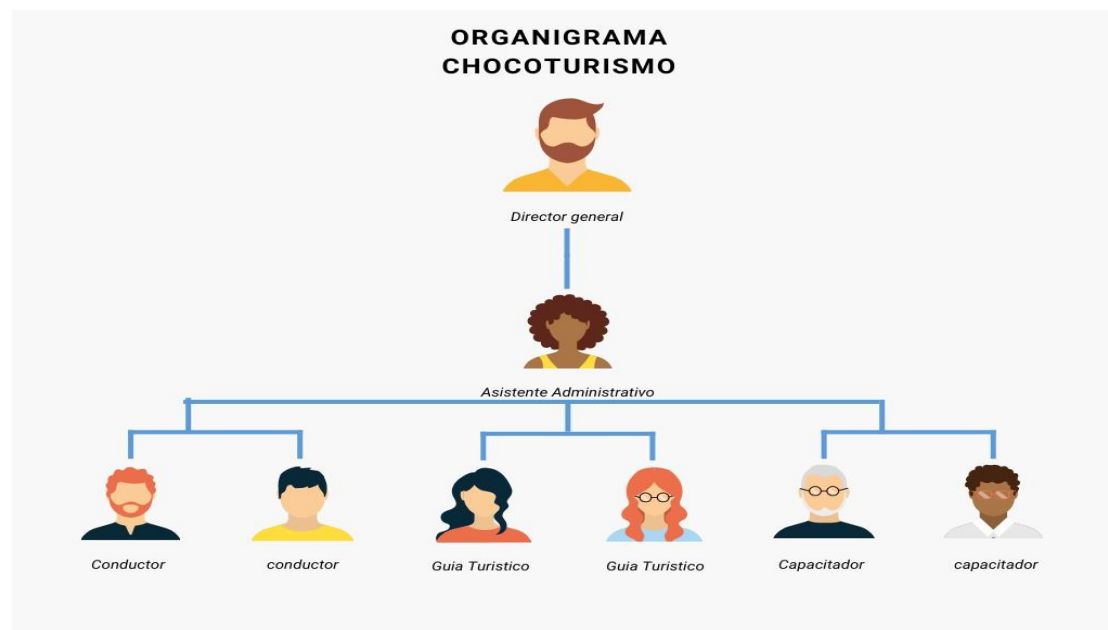 ORGANIGRAMA
CHOCOTURISMO
Director general
Asistente Administrativo
Conductor
conductor
Guia Turistico
Guia Turistico
Capacitador
capacitador